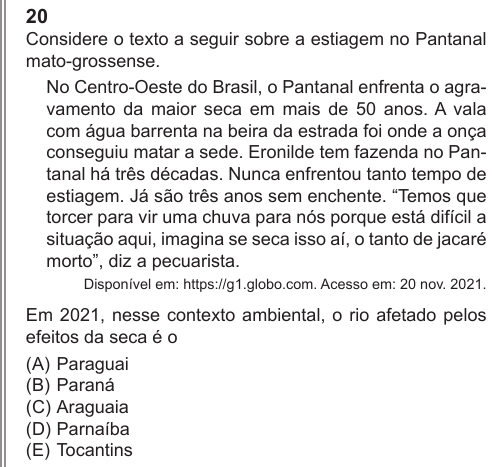 20
Considere o texto a seguir sobre a estiagem no Pantanal
mato-grossense.
No Centro-Oeste do Brasil, o Pantanal enfrenta o agra-
vamento da maior seca em mais de 50 anos. A vala
com água barrenta na beira da estrada foi onde a onça
conseguiu matar a sede. Eronilde tem fazenda no Pan-
tanal há três décadas. Nunca enfrentou tanto tempo de
estiagem. Já são três anos sem enchente. “Temos que
torcer para vir uma chuva para nós porque está difícil a
situação aqui, imagina se seca isso aí, o tanto de jacaré
morto”, diz a pecuarista.
Disponível em: https://g1.globo.com. Acesso em: 20 nov. 2021.
Em 2021, nesse contexto ambiental, o rio afetado pelos
efeitos da seca é o
(A) Paraguai
(B) Paraná
(C) Araguaia
(D) Parnaíba
(E) Tocantins